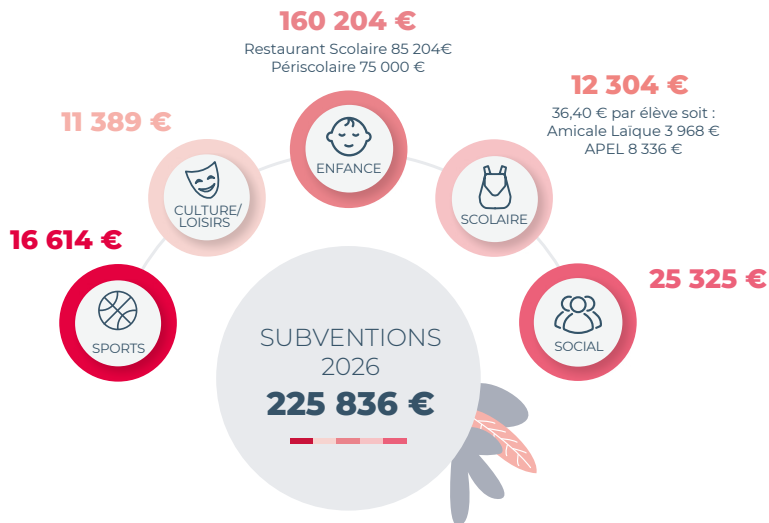 16 614 €
SPORTS
11 389 €
CULTURE/
LOISIRS
160 204 €
Restaurant Scolaire 85 204€
Périscolaire 75 000 €
ENFANCE
12 304 €
36,40 € par élève soit :
Amicale Laïque 3 968 €
APEL 8 336 €
SCOLAIRE
25 325 €
SOCIAL
SUBVENTIONS
2026
225 836 €